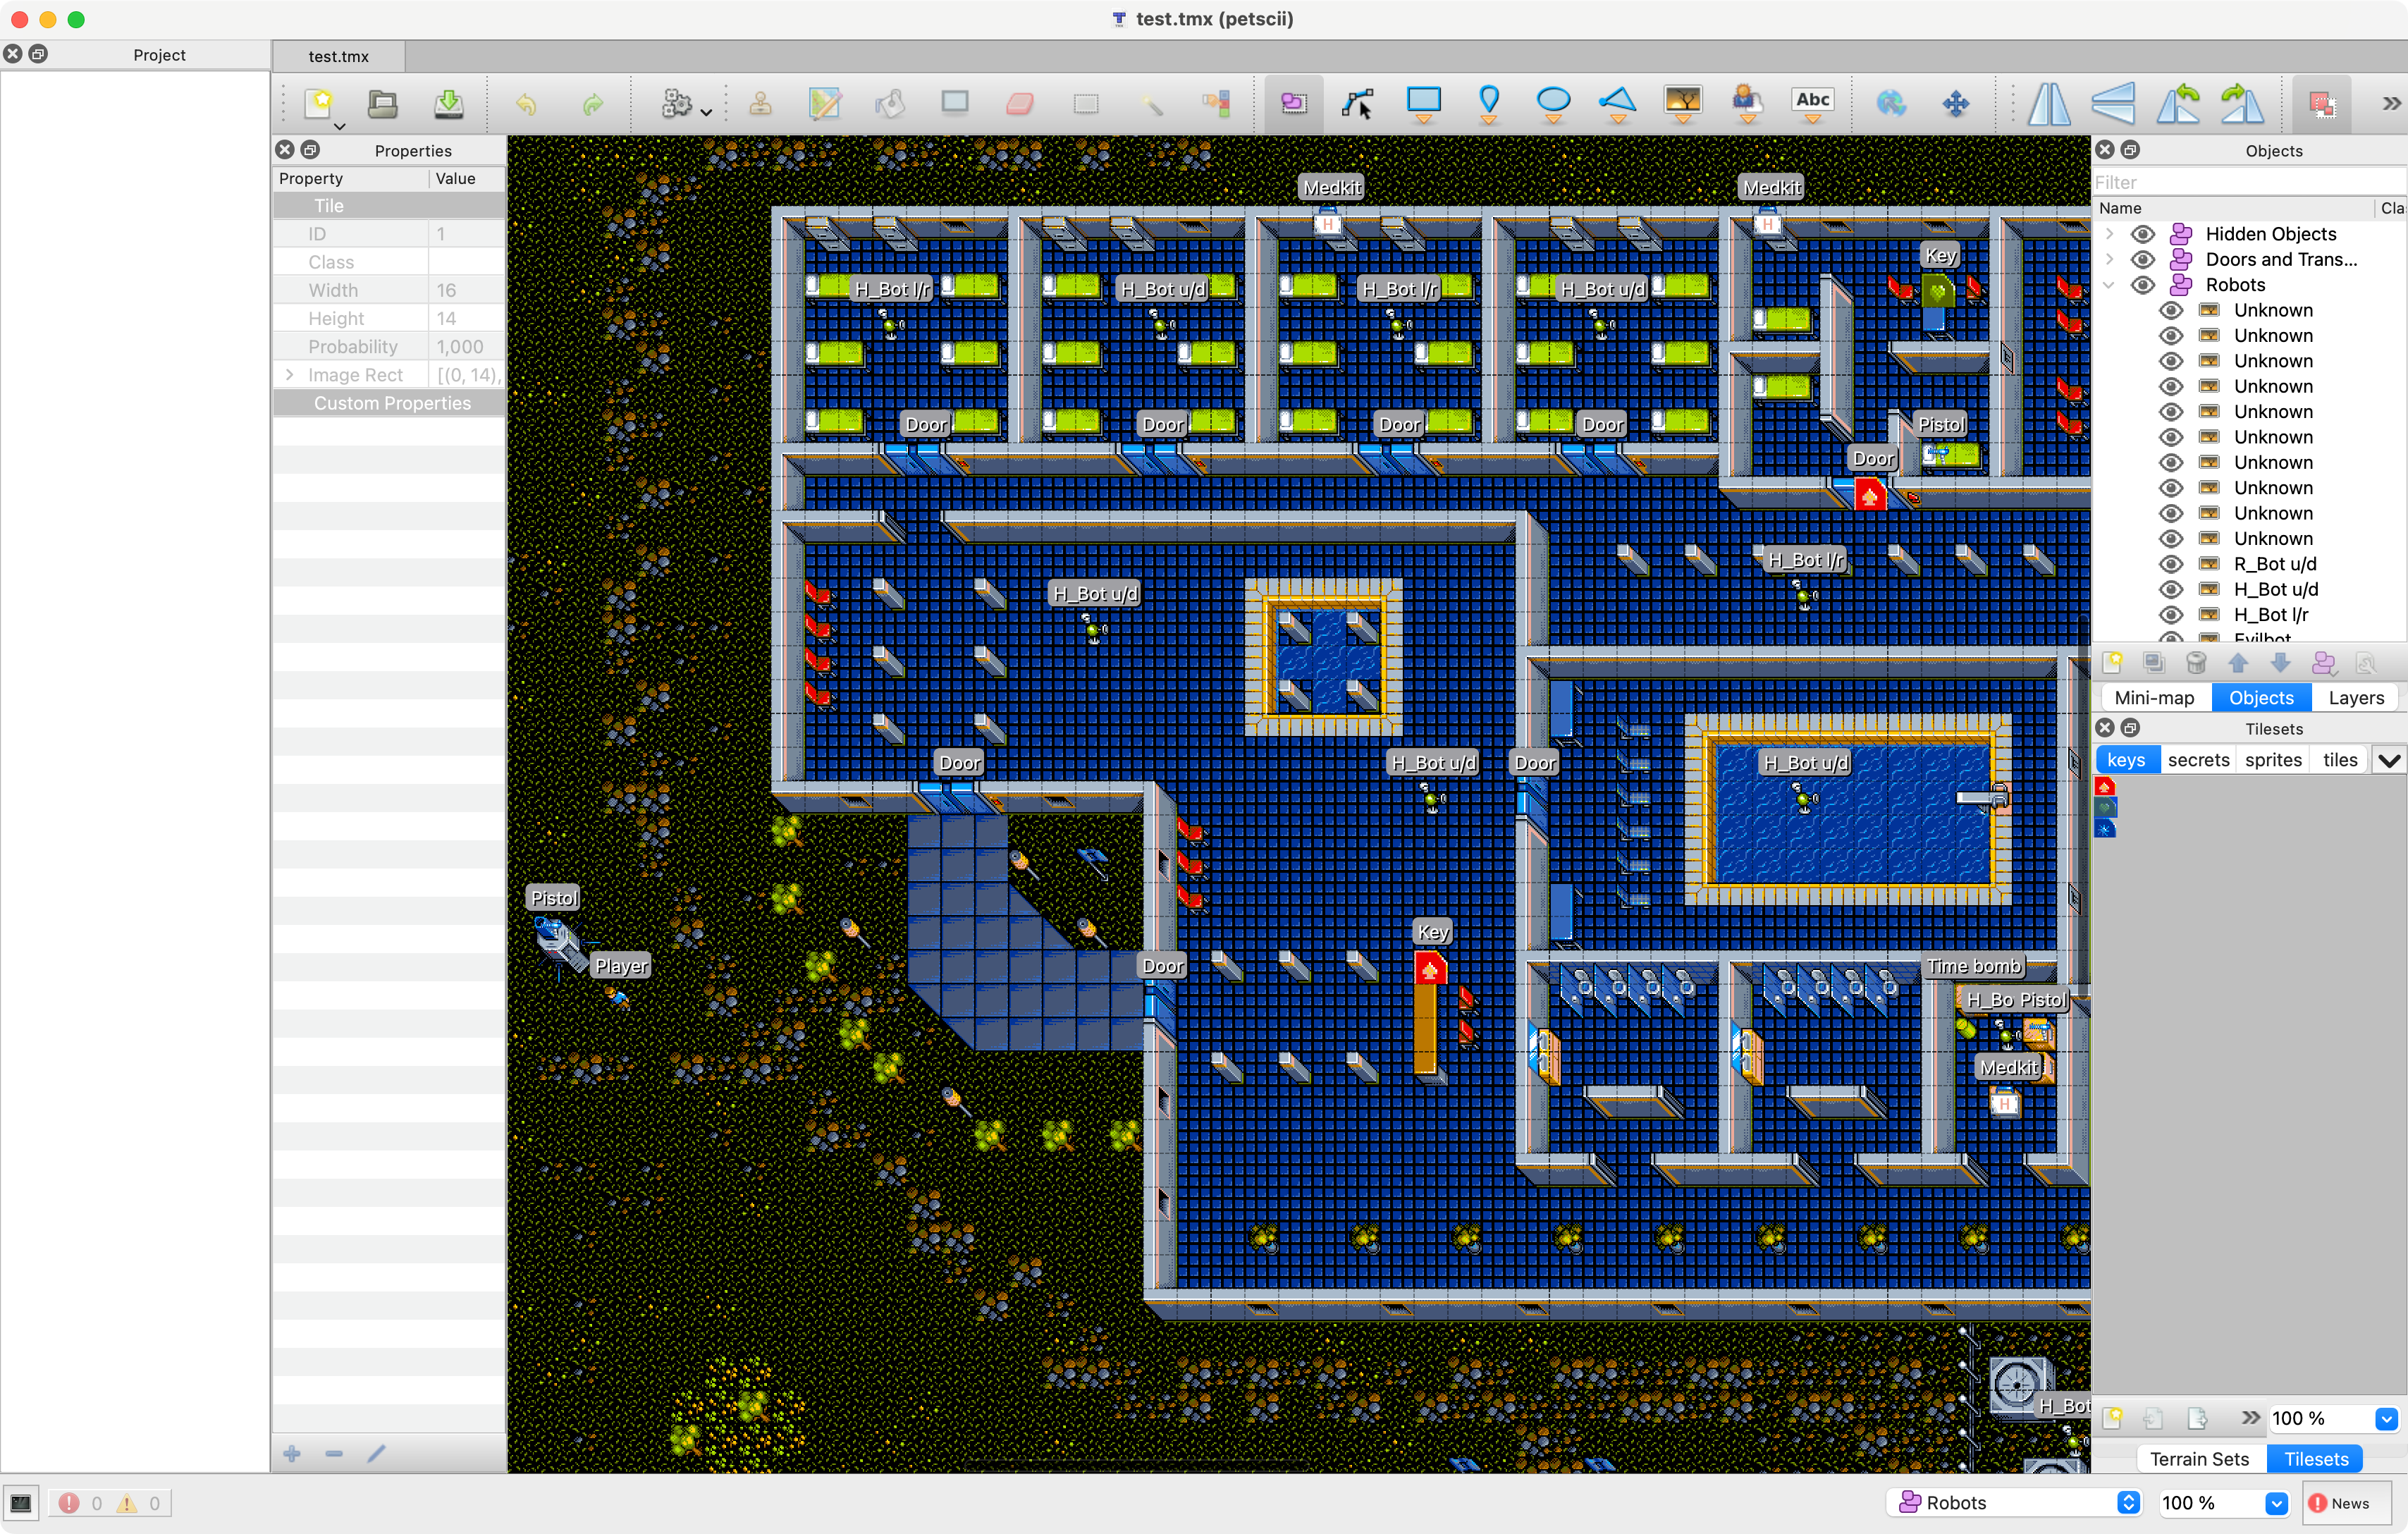 test.tmx (petscii)
Project
test.tmx
Abc
Properties
Property Value
Tile
ID 1
Class
Width 16
Height 14
Probability 1,000
Image Rect [(0, 14),
Custom Properties
Medkit
Medkit
Key
H_Bot l/r
H_Bot u/d
H_Bot l/r
H_Bot u/d
Door
Door
Door
Door
Pistol
Door
H_Bot l/r
H_Bot u/d
Door
H_Bot u/d
Door
H_Bot u/d
Pistol
Key
Player
Door
Time bomb
H_Bo
Pistol
Medkit
H_Bot
Objects
Filter
Name Cla
Hidden Objects
Doors and Trans...
Robots
Unknown
Unknown
Unknown
Unknown
Unknown
Unknown
Unknown
Unknown
Unknown
Unknown
R_Bot u/d
H_Bot u/d
H_Bot l/r
Evilbot
Mini-map Objects Layers
Tilesets
keys secrets sprites tiles
100 %
Terrain Sets Tilesets
0 0
Robots
100 %
News